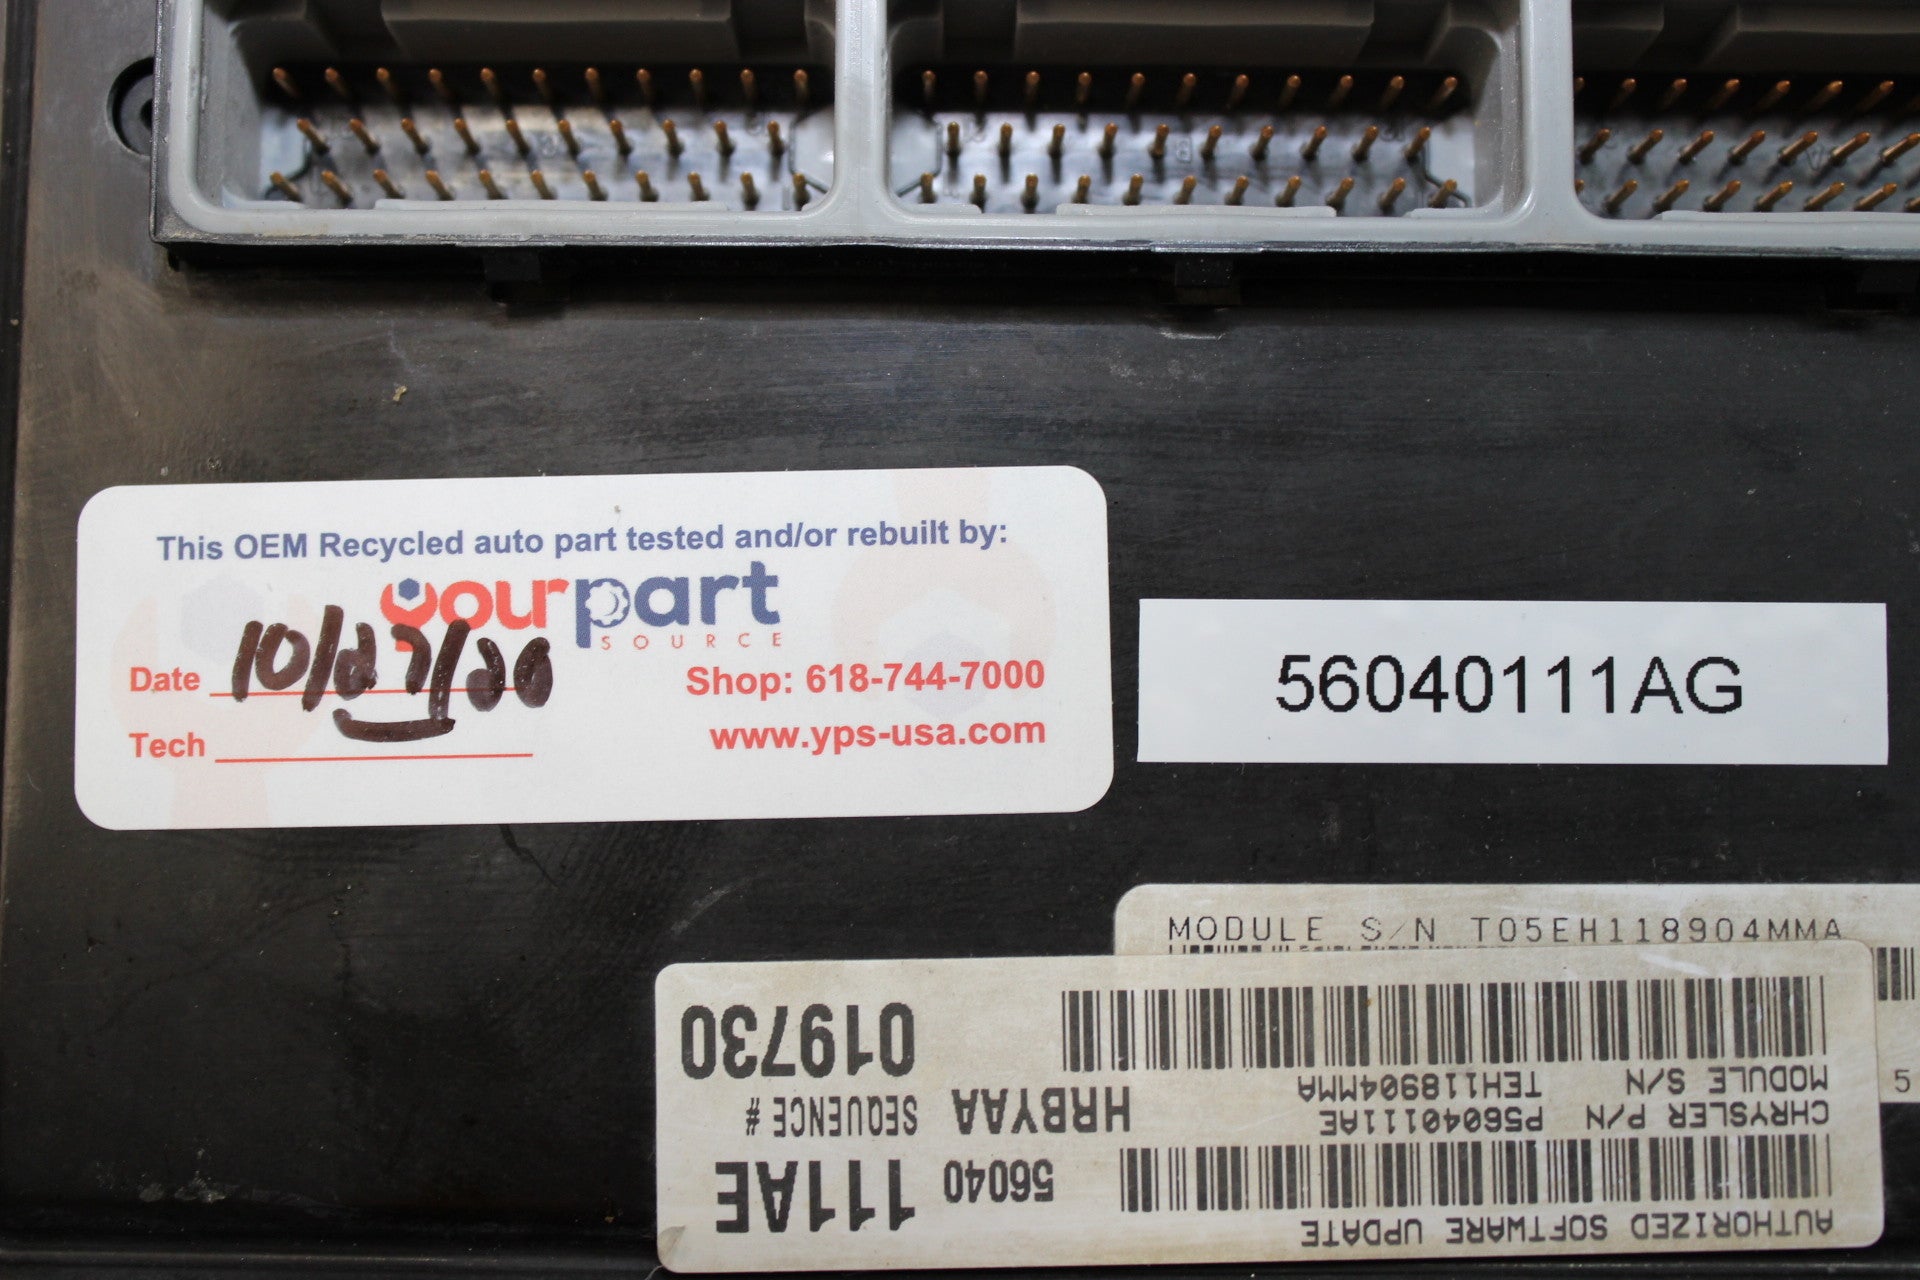 This OEM Recycled auto part tested and/or rebuilt by:
yourpart
SOURCE
Date 10/27/20
Shop: 618-744-7000
Tech
www.yps-usa.com
56040111AG
MODULE S/N T05EH118904MMA
5
AUTHORIZED SOFTWARE UPDATE
56040 111AE
CHRYSLER P/N P56040111AE
MODULE S/N TEH118904MMA
HRBYAA SEQUENCE #
019730